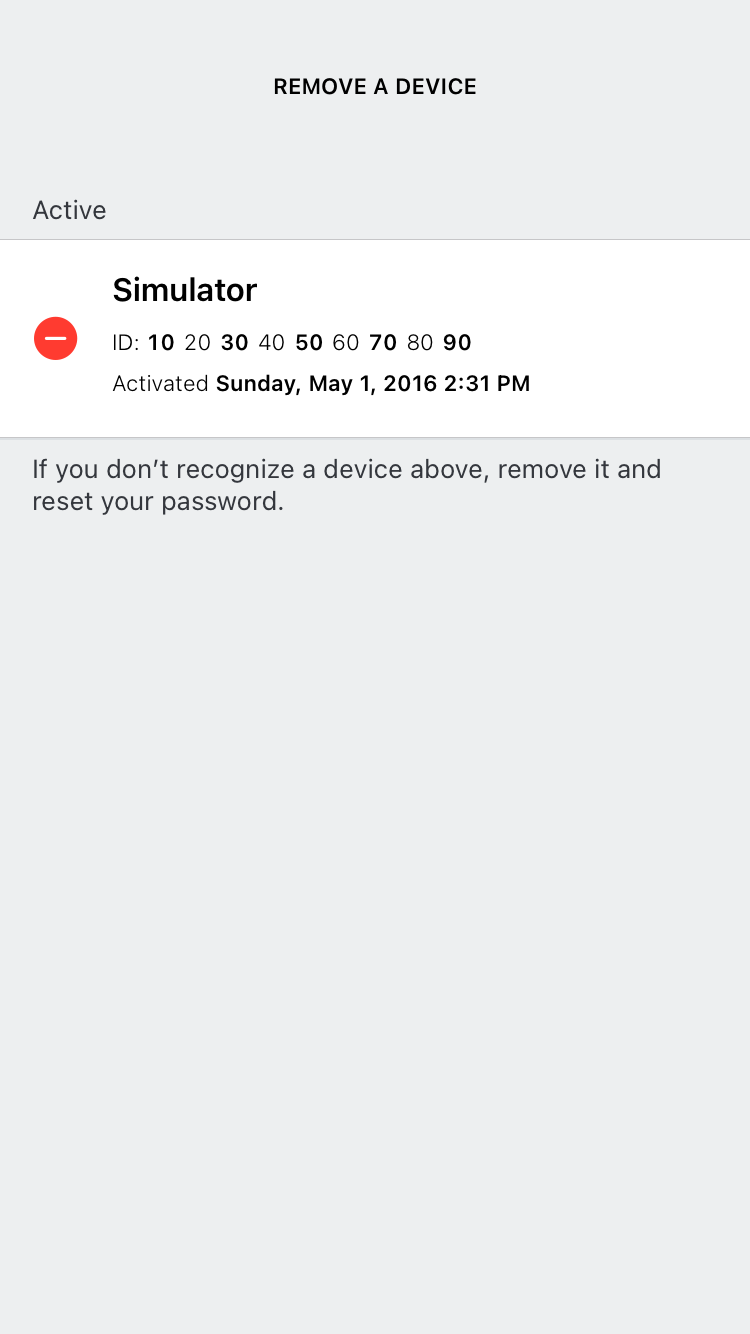 REMOVE A DEVICE
Active
Simulator
ID: 10 20 30 40 50 60 70 80 90
Activated Sunday, May 1, 2016 2:31 PM
If you don’t recognize a device above, remove it and
reset your password.